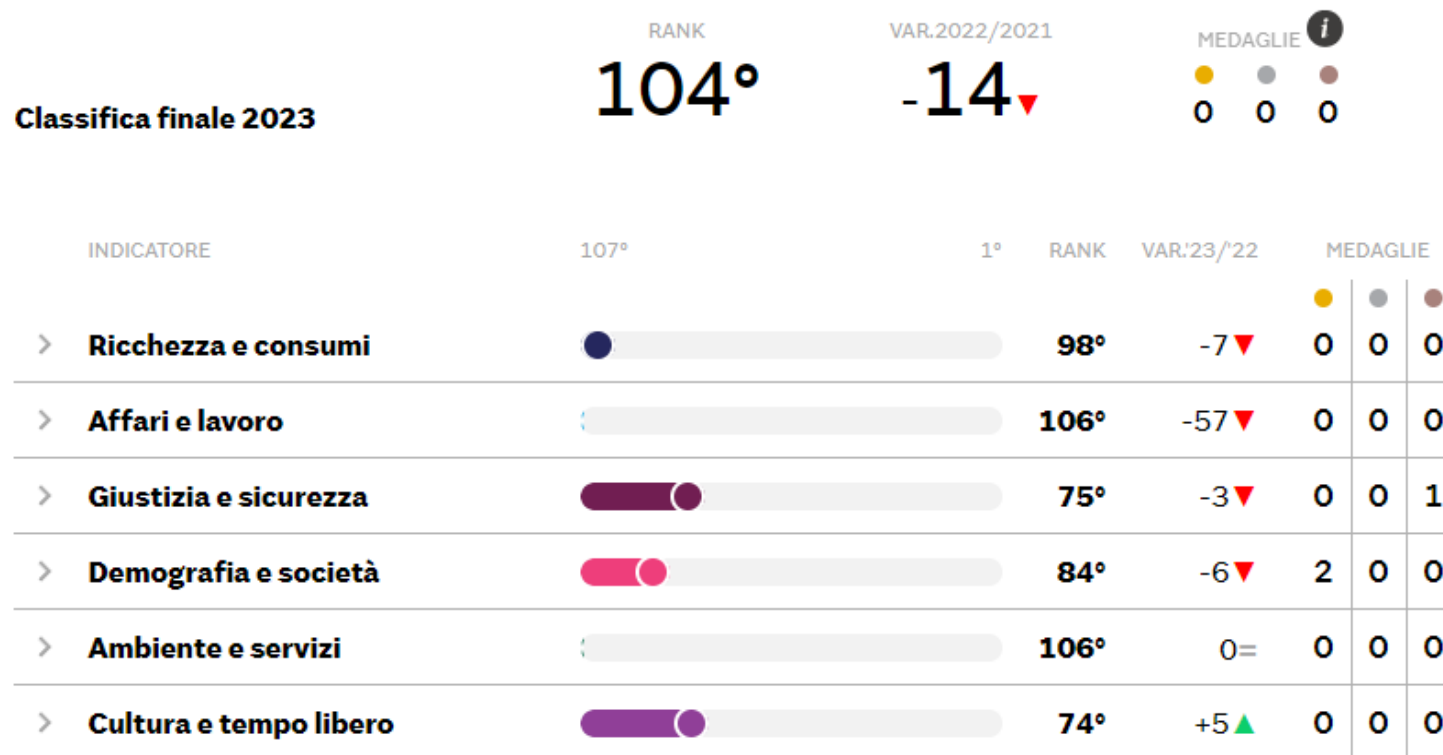 RANK VAR.2022/2021 MEDAGLIE i
Classifica finale 2023 104° -14▼ 0 0 0
INDICATORE 107° 1° RANK VAR.'23/'22 MEDAGLIE
Ricchezza e consumi 98° -7▼ 0 0 0
Affari e lavoro 106° -57▼ 0 0 0
Giustizia e sicurezza 75° -3▼ 0 0 1
Demografia e società 84° -6▼ 2 0 0
Ambiente e servizi 106° 0= 0 0 0
Cultura e tempo libero 74° +5▲ 0 0 0